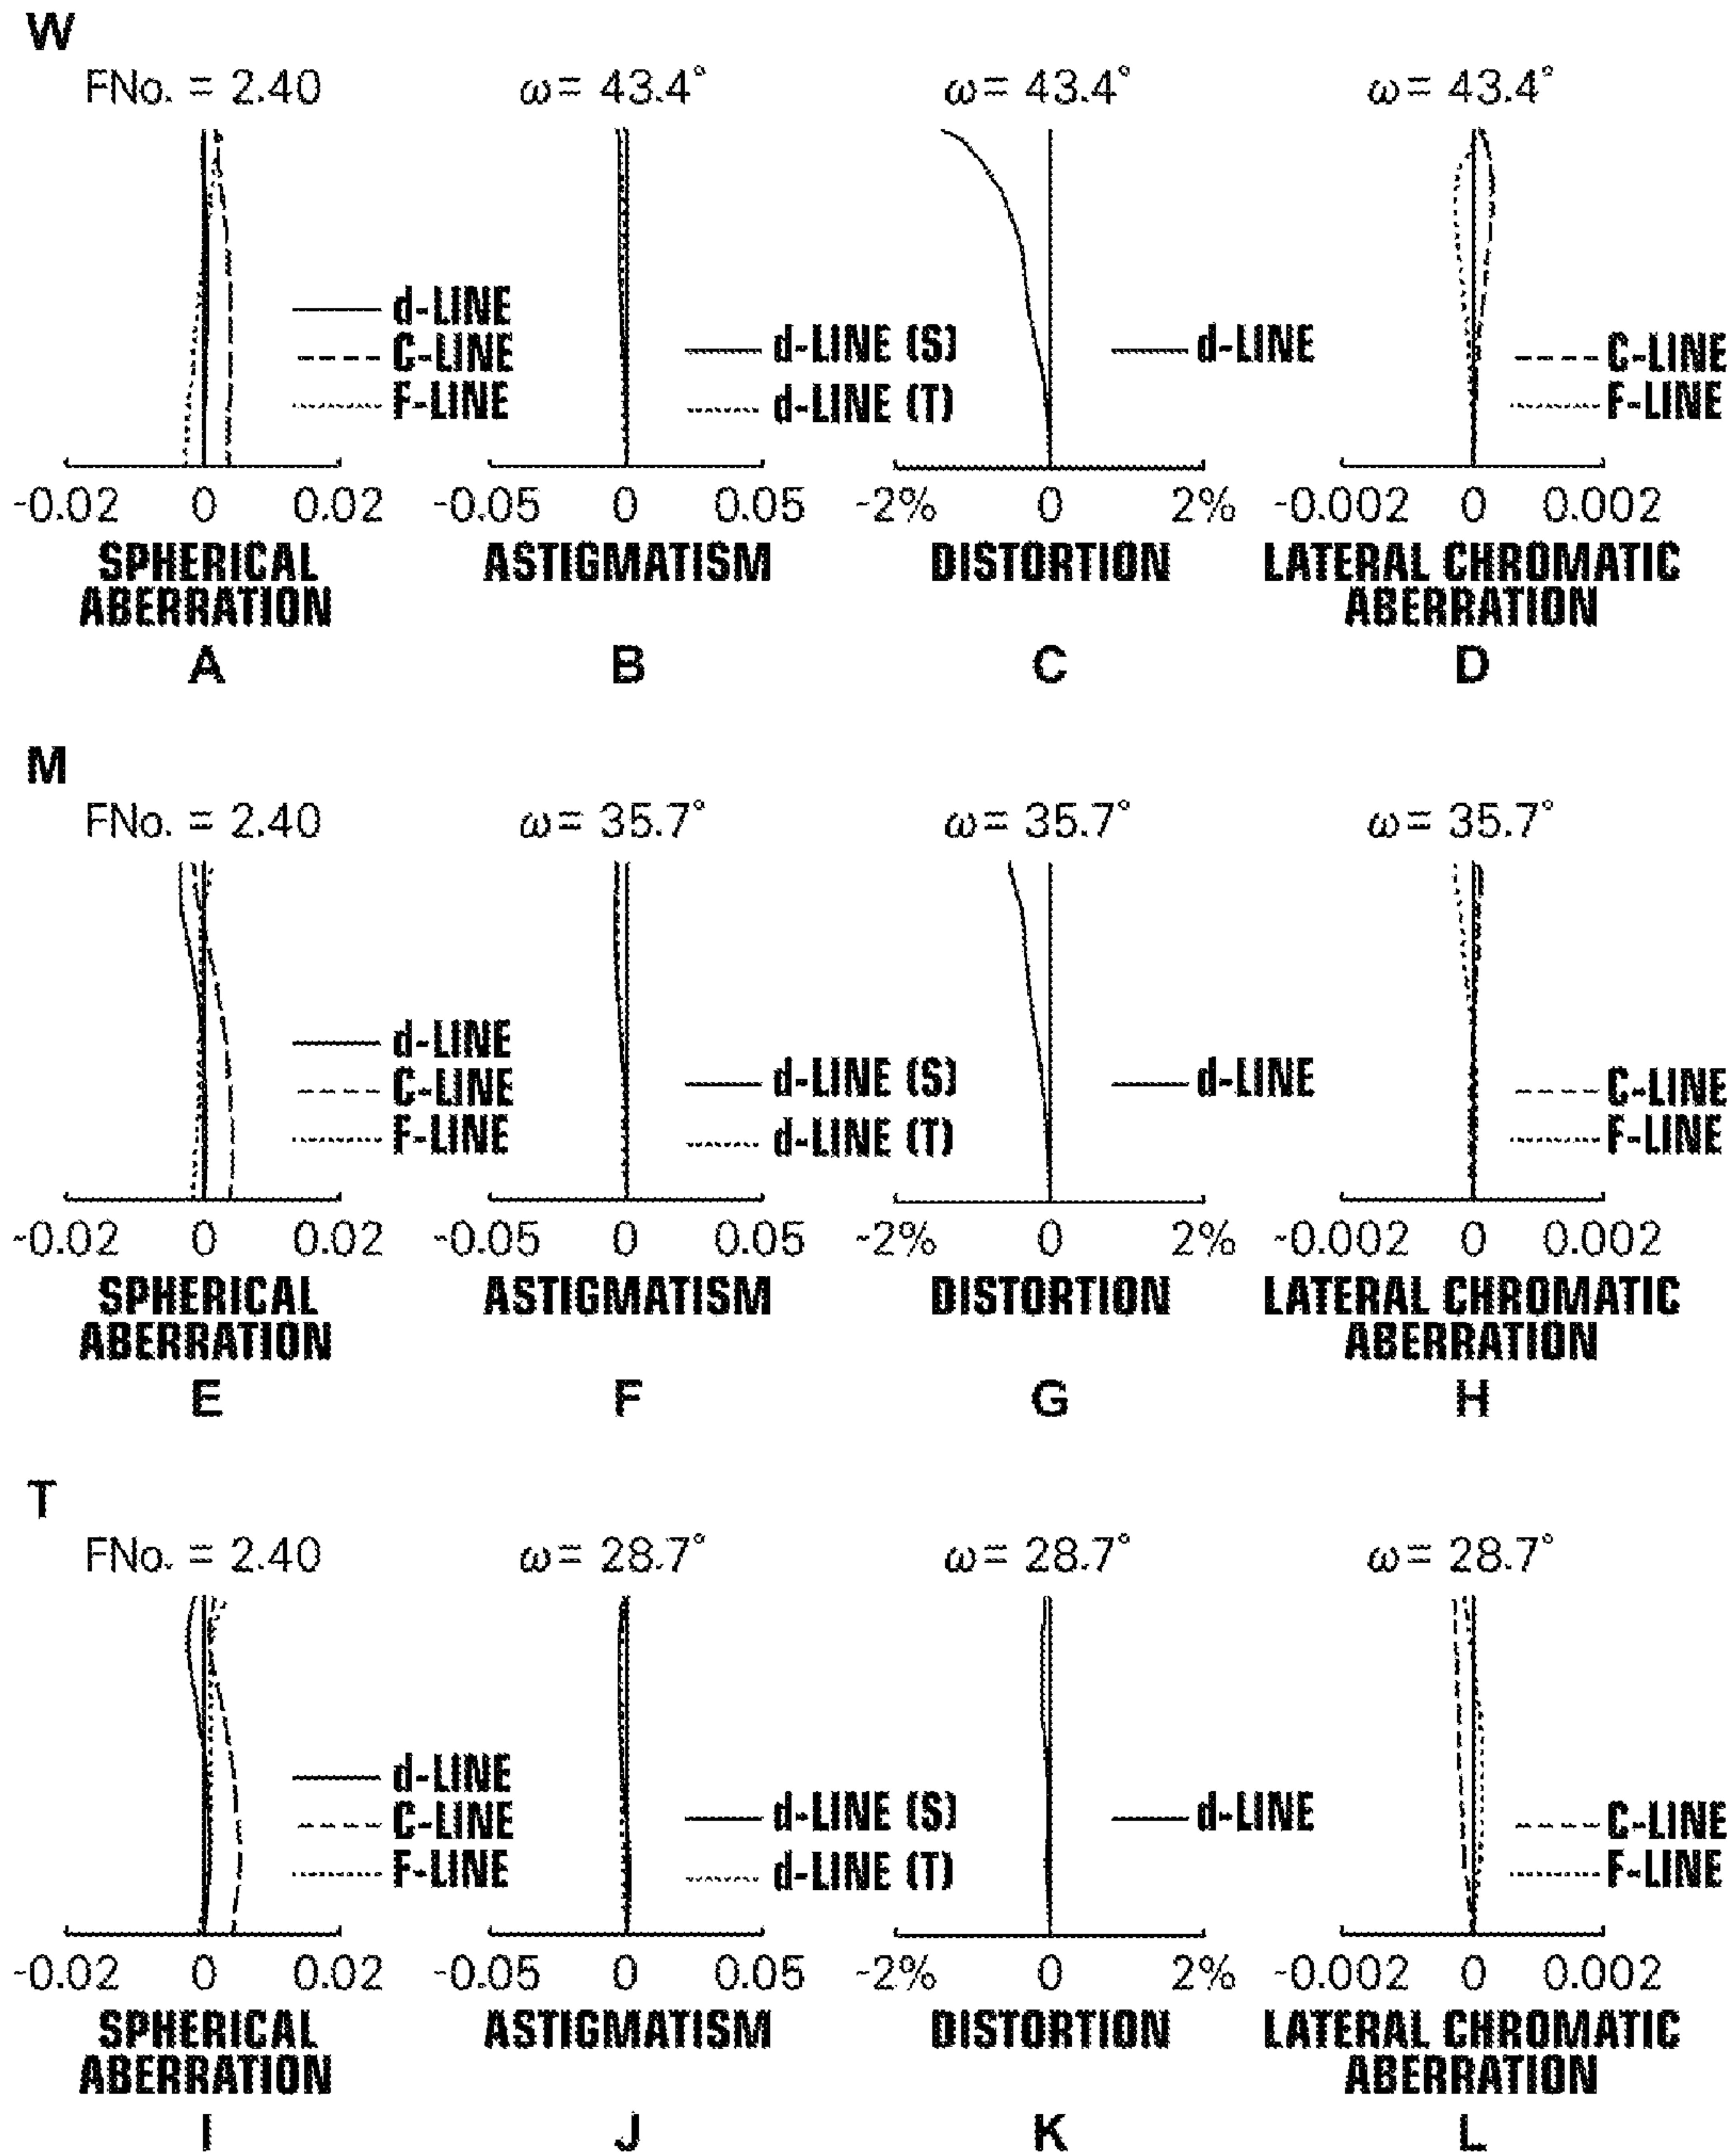 W
FNo. = 2.40 ω= 43.4° ω= 43.4° ω= 43.4°
d-LINE
C-LINE
F-LINE
d-LINE (S)
d-LINE (T)
d-LINE
C-LINE
F-LINE
-0.02 0 0.02 -0.05 0 0.05 -2% 0 2% -0.002 0 0.002
SPHERICAL ABERRATION
ASTIGMATISM
DISTORTION
LATERAL CHROMATIC ABERRATION
A B C D
M
FNo. = 2.40 ω= 35.7° ω= 35.7° ω= 35.7°
d-LINE
C-LINE
F-LINE
d-LINE (S)
d-LINE (T)
d-LINE
C-LINE
F-LINE
-0.02 0 0.02 -0.05 0 0.05 -2% 0 2% -0.002 0 0.002
SPHERICAL ABERRATION
ASTIGMATISM
DISTORTION
LATERAL CHROMATIC ABERRATION
E F G H
T
FNo. = 2.40 ω= 28.7° ω= 28.7° ω= 28.7°
d-LINE
C-LINE
F-LINE
d-LINE (S)
d-LINE (T)
d-LINE
C-LINE
F-LINE
-0.02 0 0.02 -0.05 0 0.05 -2% 0 2% -0.002 0 0.002
SPHERICAL ABERRATION
ASTIGMATISM
DISTORTION
LATERAL CHROMATIC ABERRATION
I J K L